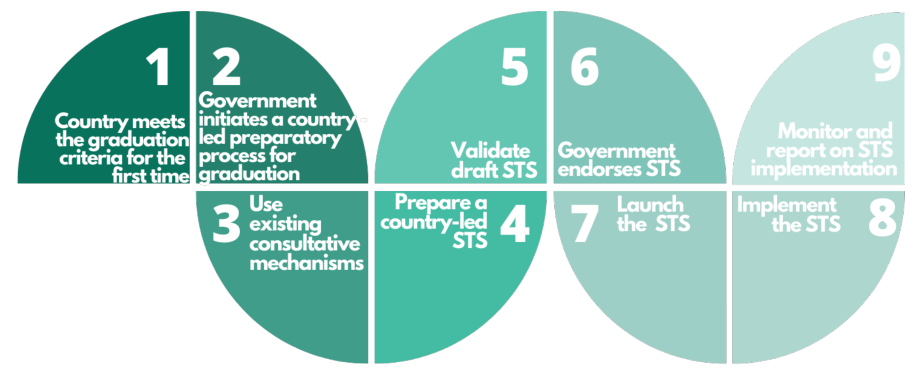 1
Country meets
the graduation
criteria for the
first time
2
Government
initiates a country-
led preparatory
process for
graduation
3
Use
existing
consultative
mechanisms
Prepare a
country-led
STS
4
5
Validate
draft STS
6
Government
endorses STS
7
Launch
the STS
Implement
the STS
8
9
Monitor and
report on STS
implementation